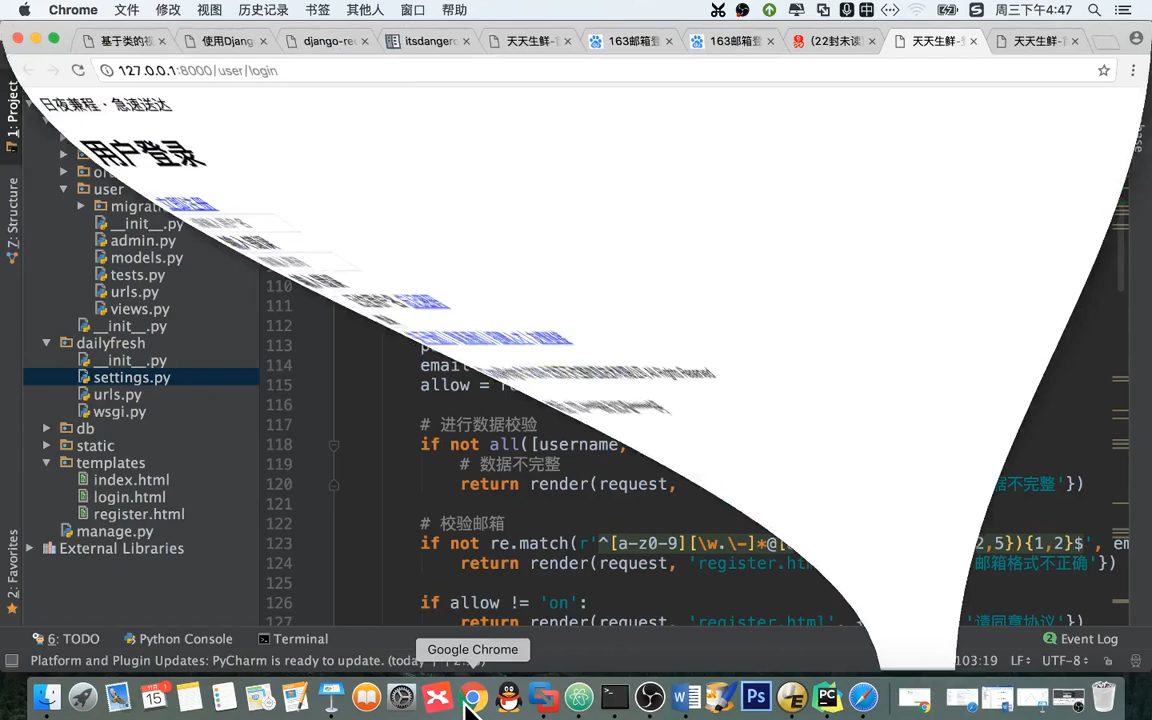 Chrome 文件 修改 视图 历史记录 书签 其他人 窗口 帮助 周三下午4:47
基于类的视 使用Djang django-re itsdanger 天天生鲜-百 163邮箱登 163邮箱登 (22封未读) 天天生鲜-登 天天生鲜-首
127.0.0.1:8000/user/login
1: Project
日夜兼程·急速送达
用户登录
立即注册
user
migrati
__init__.py
7: Structure
admin.py
models.py
tests.py
110
urls.py
111
views.py
112
__init__.py
113
dailyfresh
114 email
__init__.py
115 allow = r
settings.py
116
urls.py
117 # 进行数据校验
wsgi.py
118 if not all([username,
db
119 # 数据不完整
static
120 return render(request, 据不完整'})
templates
121
index.html
122 # 校验邮箱
login.html
123 if not re.match(r'^[a-z0-9][\w.\-]*@[ 2,5}){1,2}$', em
register.html
124 return render(request, 'register.htm 邮箱格式不正确'})
manage.py
125
External Libraries
126 if allow != 'on':
127 return render(request, 'register.html', 请同意协议'})
2: Favorites
6: TODO Python Console Terminal Event Log
Google Chrome
Platform and Plugin Updates: PyCharm is ready to update. (today 103:19 LF UTF-8